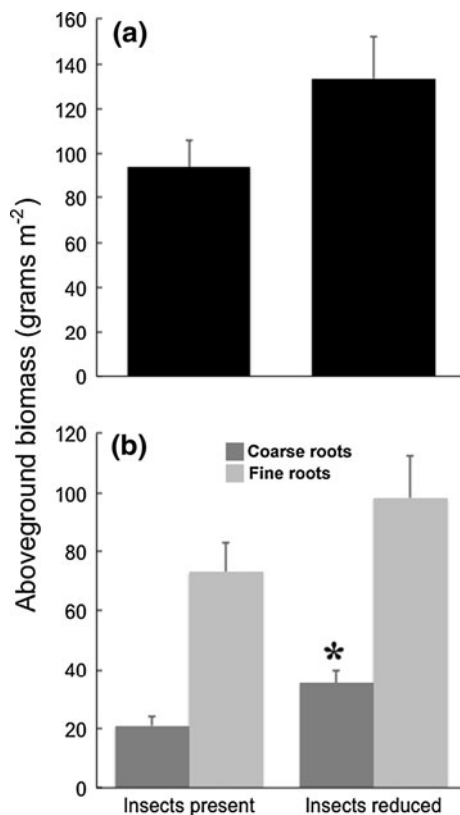 (a)
160
140
120
100
80
60
40
20
0
Aboveground biomass (grams m⁻²)
(b)
Coarse roots
Fine roots
120
100
80
60
40
20
0
*
Insects present
Insects reduced